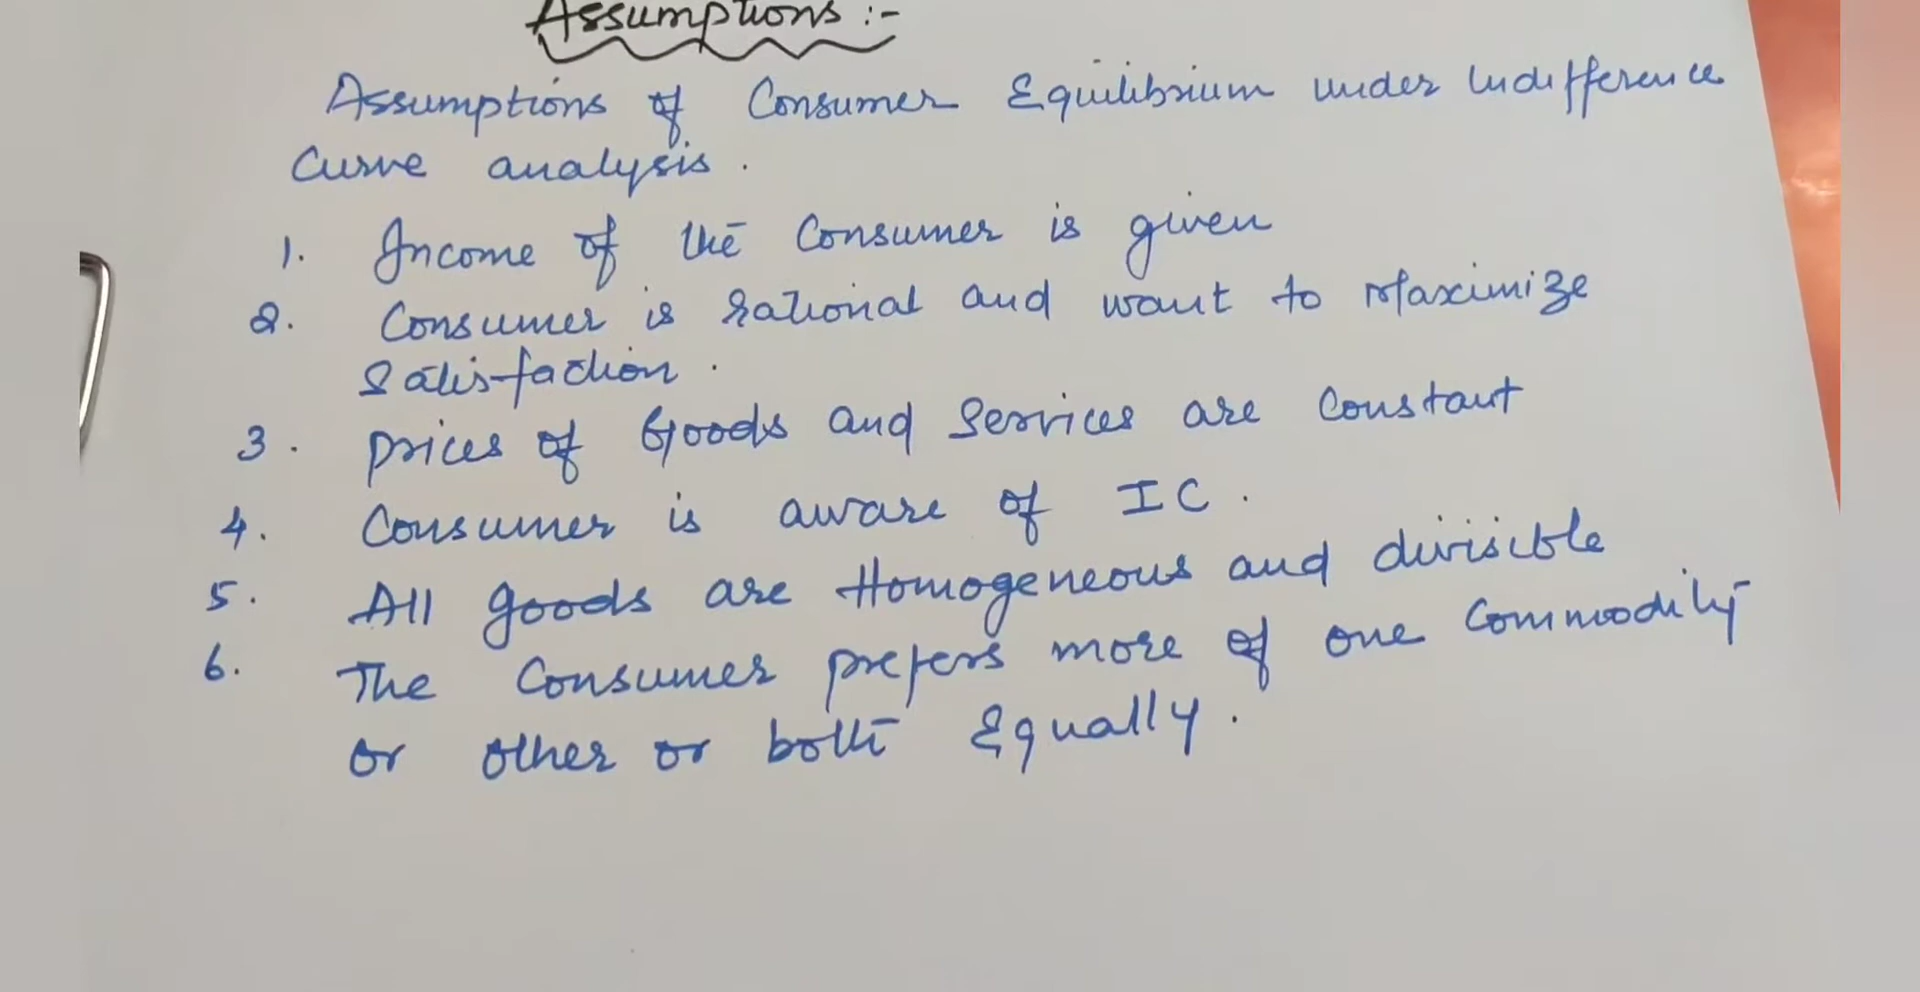 Assumptions :-
Assumptions of Consumer Equilibrium under Indifference
Curve analysis.
1. Income of the Consumer is given
2. Consumer is rational and want to Maximize
Satisfaction.
3. Prices of Goods and Services are Constant
4. Consumer is aware of IC.
5. All goods are Homogeneous and divisible
6. The Consumer prefers more of one Commodity
or other or both Equally.